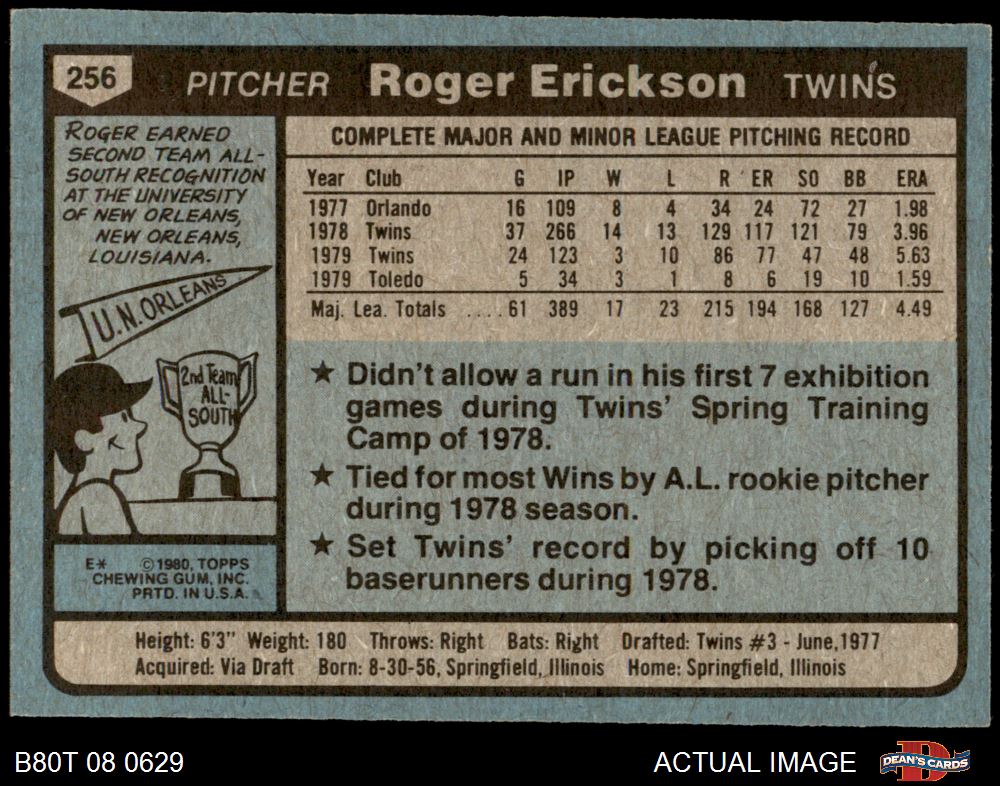 256 PITCHER Roger Erickson TWINS
ROGER EARNED
SECOND TEAM ALL-
SOUTH RECOGNITION
AT THE UNIVERSITY
OF NEW ORLEANS,
NEW ORLEANS,
LOUISIANA.
U.N. ORLEANS
2nd Team
ALL-
SOUTH
E* ©1980, TOPPS
CHEWING GUM, INC.
PRTD. IN U.S.A.
COMPLETE MAJOR AND MINOR LEAGUE PITCHING RECORD
Year Club G IP W L R ER SO BB ERA
1977 Orlando 16 109 8 4 34 24 72 27 1.98
1978 Twins 37 266 14 13 129 117 121 79 3.96
1979 Twins 24 123 3 10 86 77 47 48 5.63
1979 Toledo 5 34 3 1 8 6 19 10 1.59
Maj. Lea. Totals ....61 389 17 23 215 194 168 127 4.49
★ Didn't allow a run in his first 7 exhibition
games during Twins' Spring Training
Camp of 1978.
★ Tied for most Wins by A.L. rookie pitcher
during 1978 season.
★ Set Twins' record by picking off 10
baserunners during 1978.
Height: 6'3" Weight: 180 Throws: Right Bats: Right Drafted: Twins #3 - June,1977
Acquired: Via Draft Born: 8-30-56, Springfield, Illinois Home: Springfield, Illinois
B80T 08 0629 ACTUAL IMAGE DEAN'S CARDS